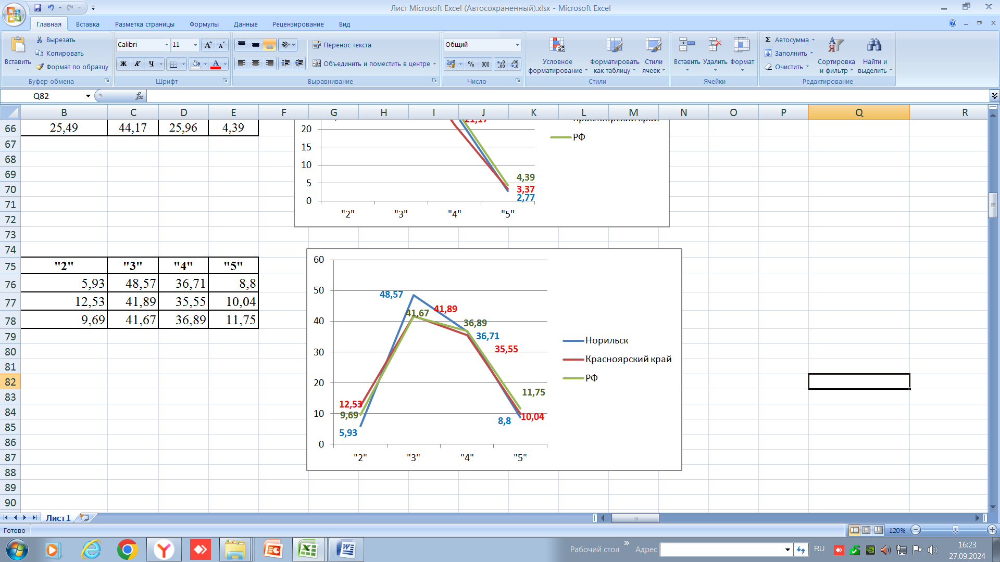 Лист Microsoft Excel (Автосохраненный).xlsx - Microsoft Excel
Главная Вставка Разметка страницы Формулы Данные Рецензирование Вид
Вставить
Вырезать
Копировать
Формат по образцу
Буфер обмена
Calibri 11
Ж К Ч
Шрифт
Перенос текста
Объединить и поместить в центре
Выравнивание
Общий
% 000
Число
Условное форматирование
Форматировать как таблицу
Стили ячеек
Стили
Вставить Удалить Формат
Ячейки
Σ Автосумма
Заполнить
Очистить
Сортировка и фильтр
Найти и выделить
Редактирование
Q82 fx
B C D E F G H I J K L M N O P Q R
66 25,49 44,17 25,96 4,39
67
68
69
70
71
72
73
74
75 "2" "3" "4" "5"
76 5,93 48,57 36,71 8,8
77 12,53 41,89 35,55 10,04
78 9,69 41,67 36,89 11,75
79
80
81
82
83
84
85
86
87
88
89
90
21,17
Красноярский край
РФ
20
15
10
5
0
4,39
3,37
2,77
"2" "3" "4" "5"
60
50
40
30
20
10
0
48,57
41,67
41,89
36,89
36,71
35,55
12,53
9,69
5,93
11,75
10,04
8,8
"2" "3" "4" "5"
Норильск
Красноярский край
РФ
Лист1
Готово
120%
Рабочий стол » Адрес RU
16:23
27.09.2024